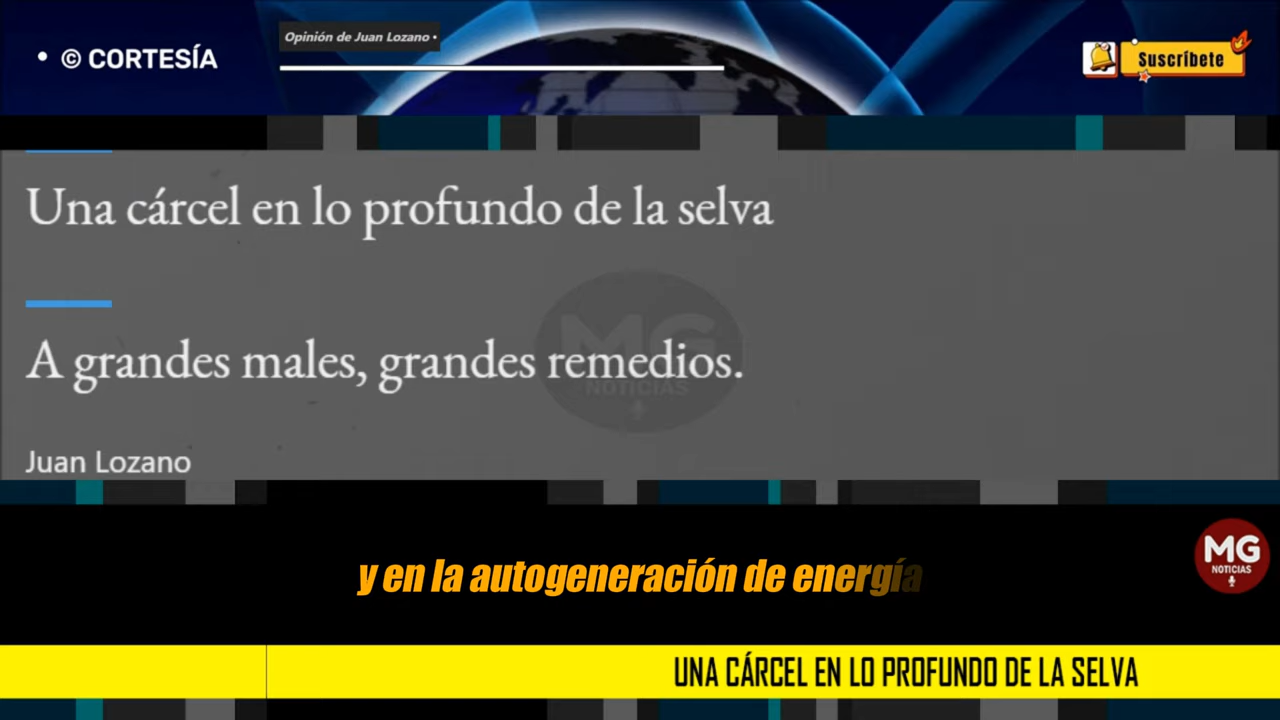 • © CORTESÍA
Opinión de Juan Lozano •
Suscríbete
Una cárcel en lo profundo de la selva
A grandes males, grandes remedios.
MG
NOTICIAS
Juan Lozano
y en la autogeneración de energía
MG
NOTICIAS
UNA CÁRCEL EN LO PROFUNDO DE LA SELVA